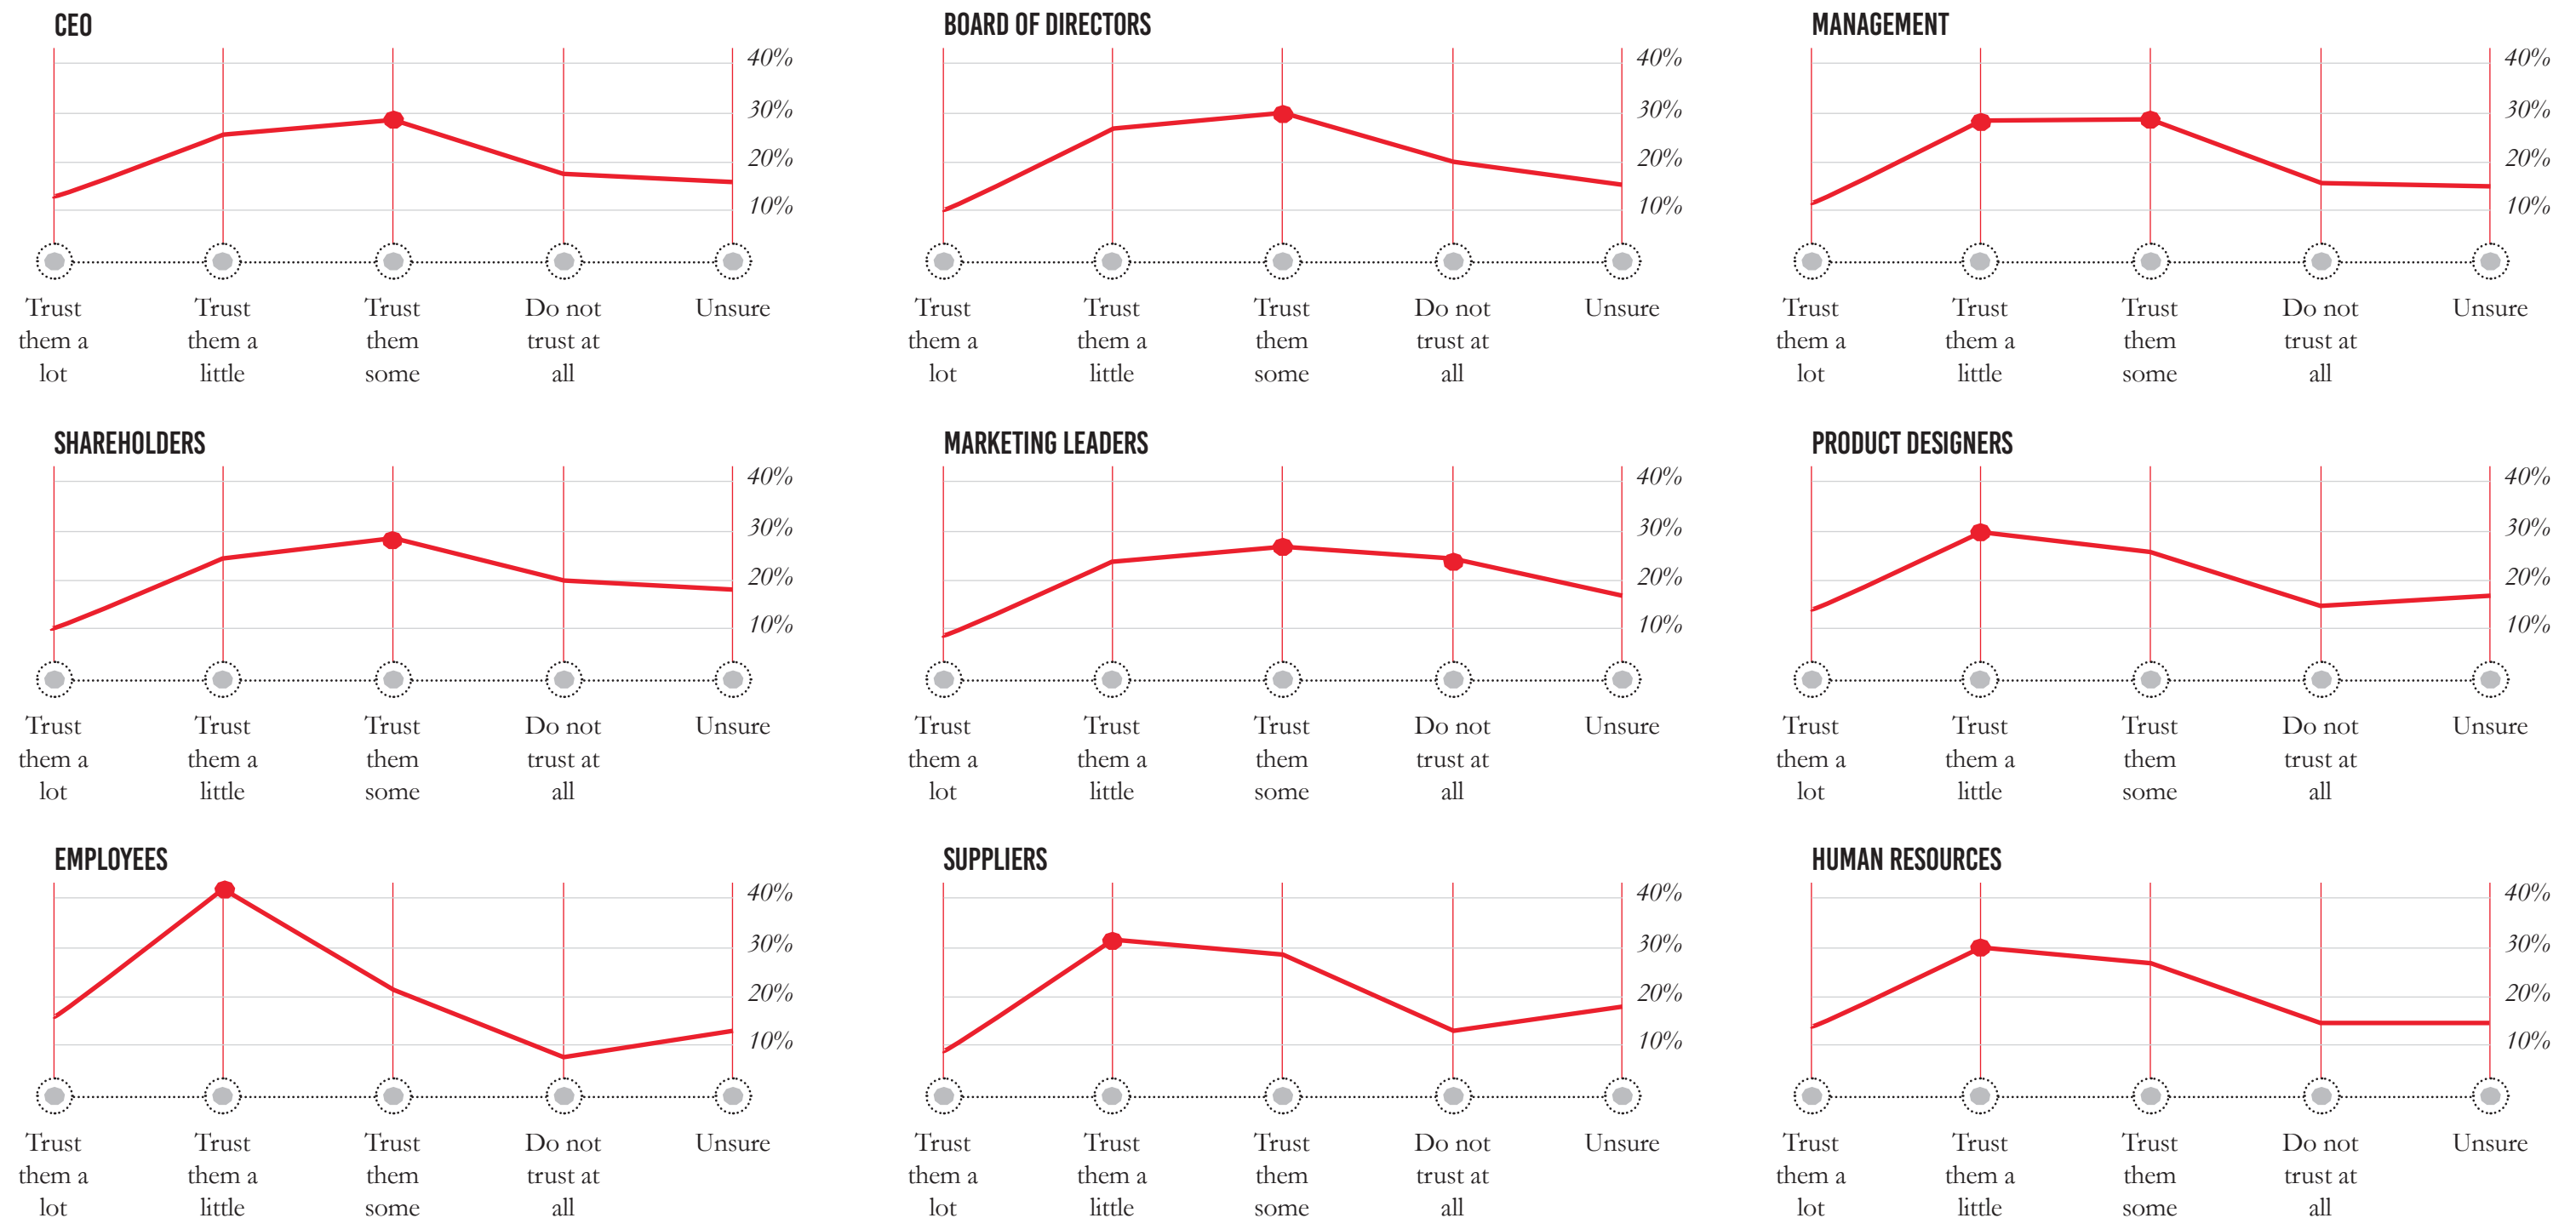 CEO
40%
30%
20%
10%
Trust
them a
lot
Trust
them a
little
Trust
them
some
Do not
trust at
all
Unsure
BOARD OF DIRECTORS
40%
30%
20%
10%
Trust
them a
lot
Trust
them a
little
Trust
them
some
Do not
trust at
all
Unsure
MANAGEMENT
40%
30%
20%
10%
Trust
them a
lot
Trust
them a
little
Trust
them
some
Do not
trust at
all
Unsure
SHAREHOLDERS
40%
30%
20%
10%
Trust
them a
lot
Trust
them a
little
Trust
them
some
Do not
trust at
all
Unsure
MARKETING LEADERS
40%
30%
20%
10%
Trust
them a
lot
Trust
them a
little
Trust
them
some
Do not
trust at
all
Unsure
PRODUCT DESIGNERS
40%
30%
20%
10%
Trust
them a
lot
Trust
them a
little
Trust
them
some
Do not
trust at
all
Unsure
EMPLOYEES
40%
30%
20%
10%
Trust
them a
lot
Trust
them a
little
Trust
them
some
Do not
trust at
all
Unsure
SUPPLIERS
40%
30%
20%
10%
Trust
them a
lot
Trust
them a
little
Trust
them
some
Do not
trust at
all
Unsure
HUMAN RESOURCES
40%
30%
20%
10%
Trust
them a
lot
Trust
them a
little
Trust
them
some
Do not
trust at
all
Unsure